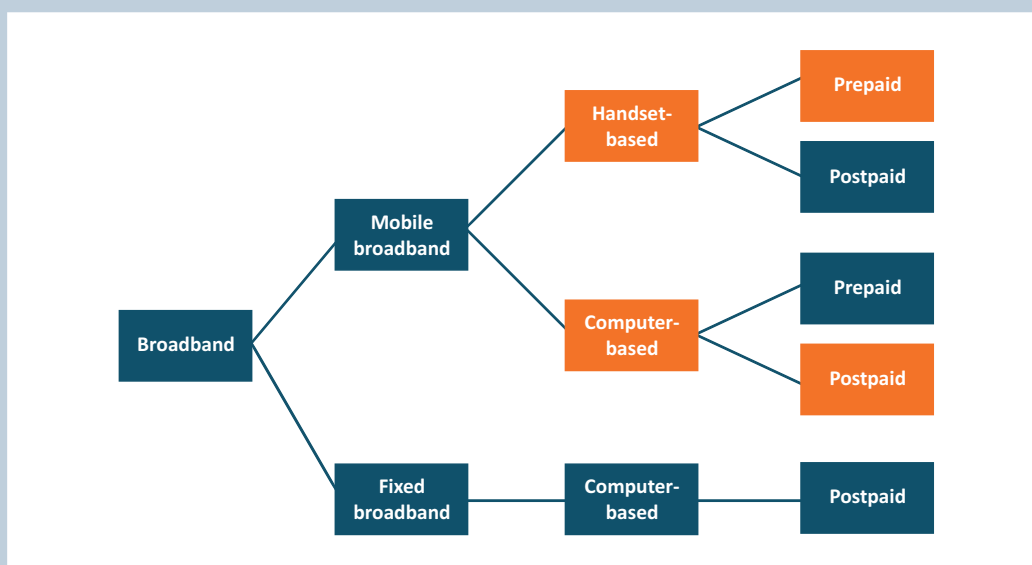 Prepaid
Handset-
based
Postpaid
Mobile
broadband
Prepaid
Computer-
based
Broadband
Postpaid
Fixed
broadband
Computer-
based
Postpaid